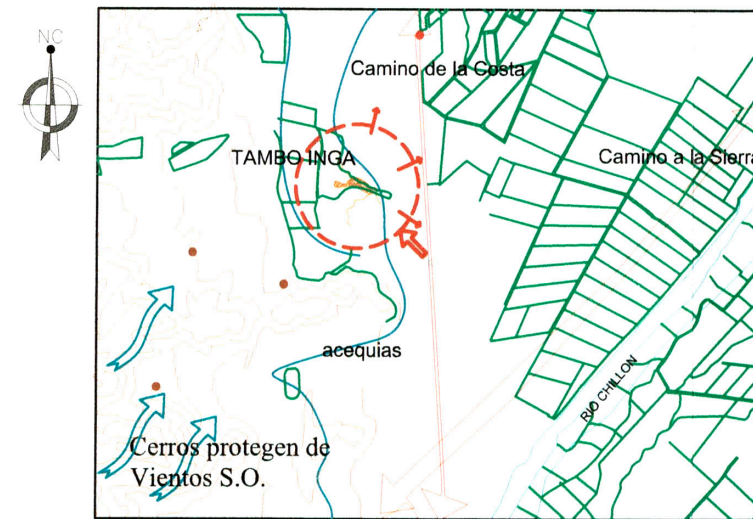 NC
Camino de la Costa
TAMBO INGA
Camino a la Sierra
acequias
RIO CHILLON
Cerros protegen de
Vientos S.O.